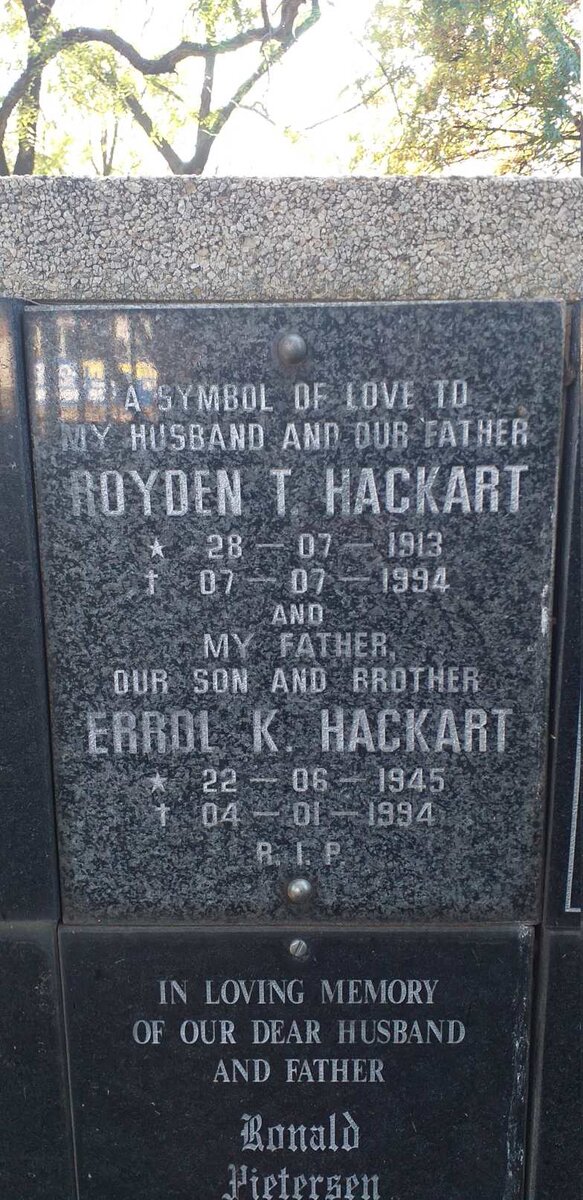 A SYMBOL OF LOVE TO
MY HUSBAND AND OUR FATHER
ROYDEN T. HACKART
★ 28 – 07 – 1913
† 07 – 07 – 1994
AND
MY FATHER,
OUR SON AND BROTHER
ERROL K. HACKART
★ 22 – 06 – 1945
† 04 – 01 – 1994
R.I.P.
IN LOVING MEMORY
OF OUR DEAR HUSBAND
AND FATHER
Ronald
Pietersen